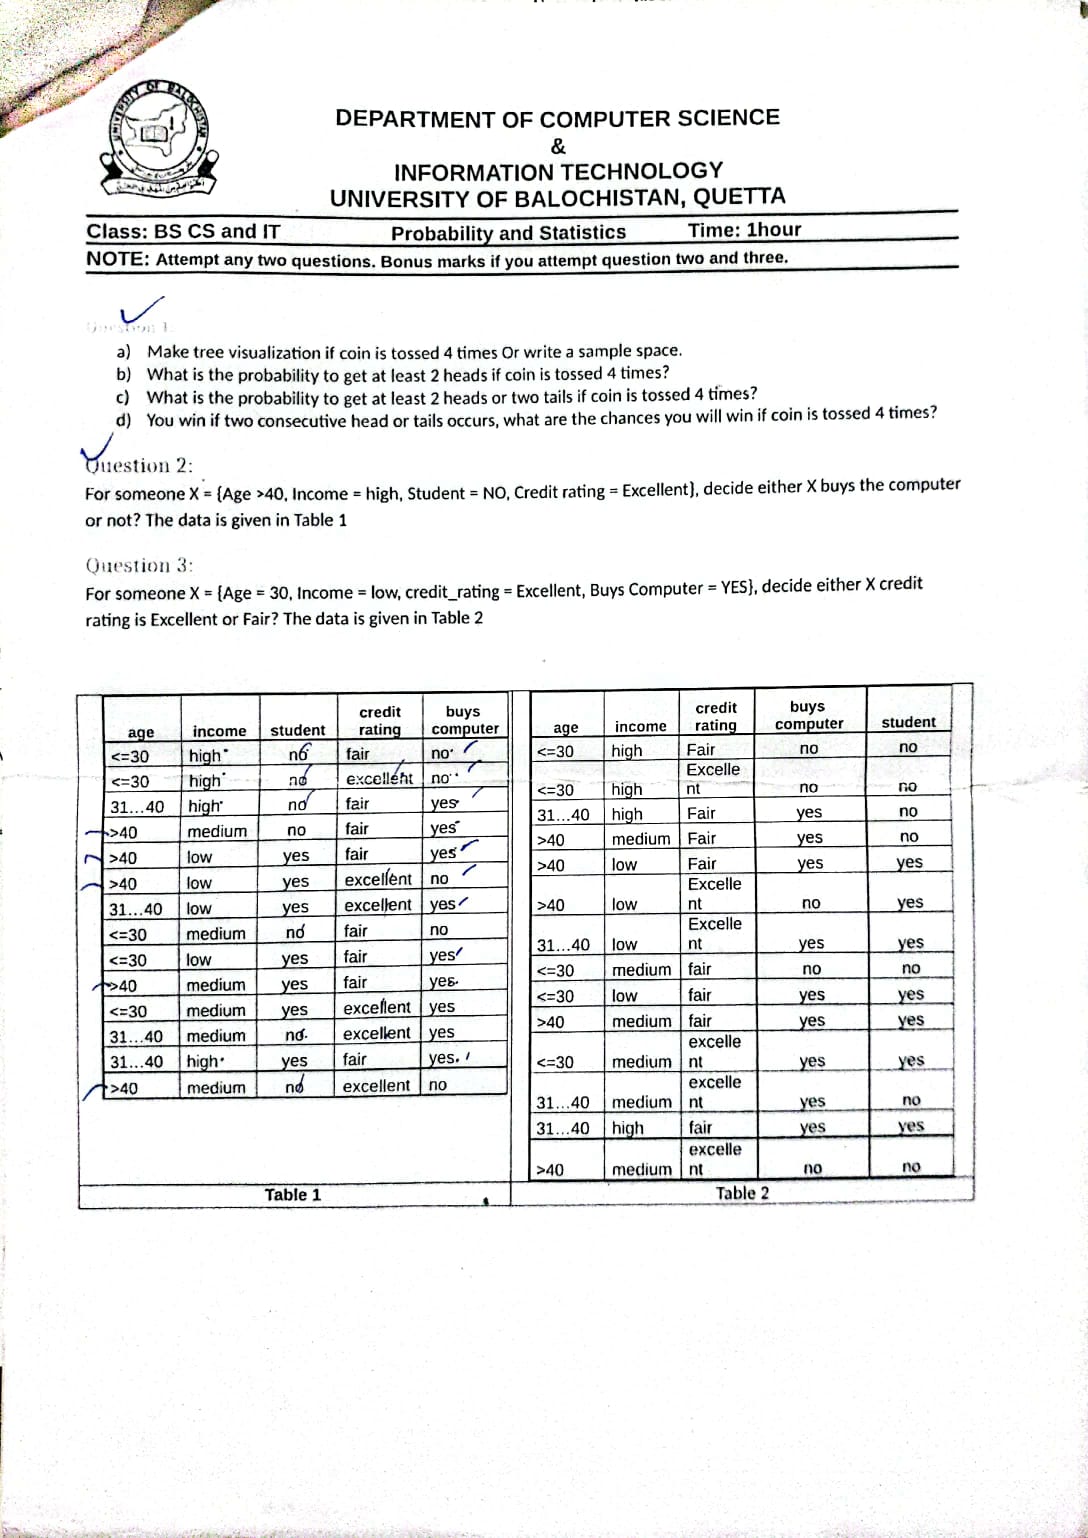 UNIVERSITY OF BALOCHISTAN
DEPARTMENT OF COMPUTER SCIENCE
&
INFORMATION TECHNOLOGY
UNIVERSITY OF BALOCHISTAN, QUETTA
Class: BS CS and IT Probability and Statistics Time: 1hour
NOTE: Attempt any two questions. Bonus marks if you attempt question two and three.
Question 1:
a) Make tree visualization if coin is tossed 4 times Or write a sample space.
b) What is the probability to get at least 2 heads if coin is tossed 4 times?
c) What is the probability to get at least 2 heads or two tails if coin is tossed 4 times?
d) You win if two consecutive head or tails occurs, what are the chances you will win if coin is tossed 4 times?
Question 2:
For someone X = {Age >40, Income = high, Student = NO, Credit rating = Excellent}, decide either X buys the computer
or not? The data is given in Table 1
Question 3:
For someone X = {Age = 30, Income = low, credit_rating = Excellent, Buys Computer = YES}, decide either X credit
rating is Excellent or Fair? The data is given in Table 2
credit buys
age income student rating computer
<=30 high no fair no
<=30 high no excellent no
31...40 high no fair yes
>40 medium no fair yes
>40 low yes fair yes
>40 low yes excellent no
31...40 low yes excellent yes
<=30 medium no fair no
<=30 low yes fair yes
>40 medium yes fair yes
<=30 medium yes excellent yes
31...40 medium no excellent yes
31...40 high yes fair yes
>40 medium no excellent no
Table 1
credit buys
age income rating computer student
<=30 high Fair no no
Excelle
<=30 high nt no no
31...40 high Fair yes no
>40 medium Fair yes no
>40 low Fair yes yes
Excelle
>40 low nt no yes
Excelle
31...40 low nt yes yes
<=30 medium fair no no
<=30 low fair yes yes
>40 medium fair yes yes
excelle
<=30 medium nt yes yes
excelle
31...40 medium nt yes no
31...40 high fair yes yes
excelle
>40 medium nt no no
Table 2